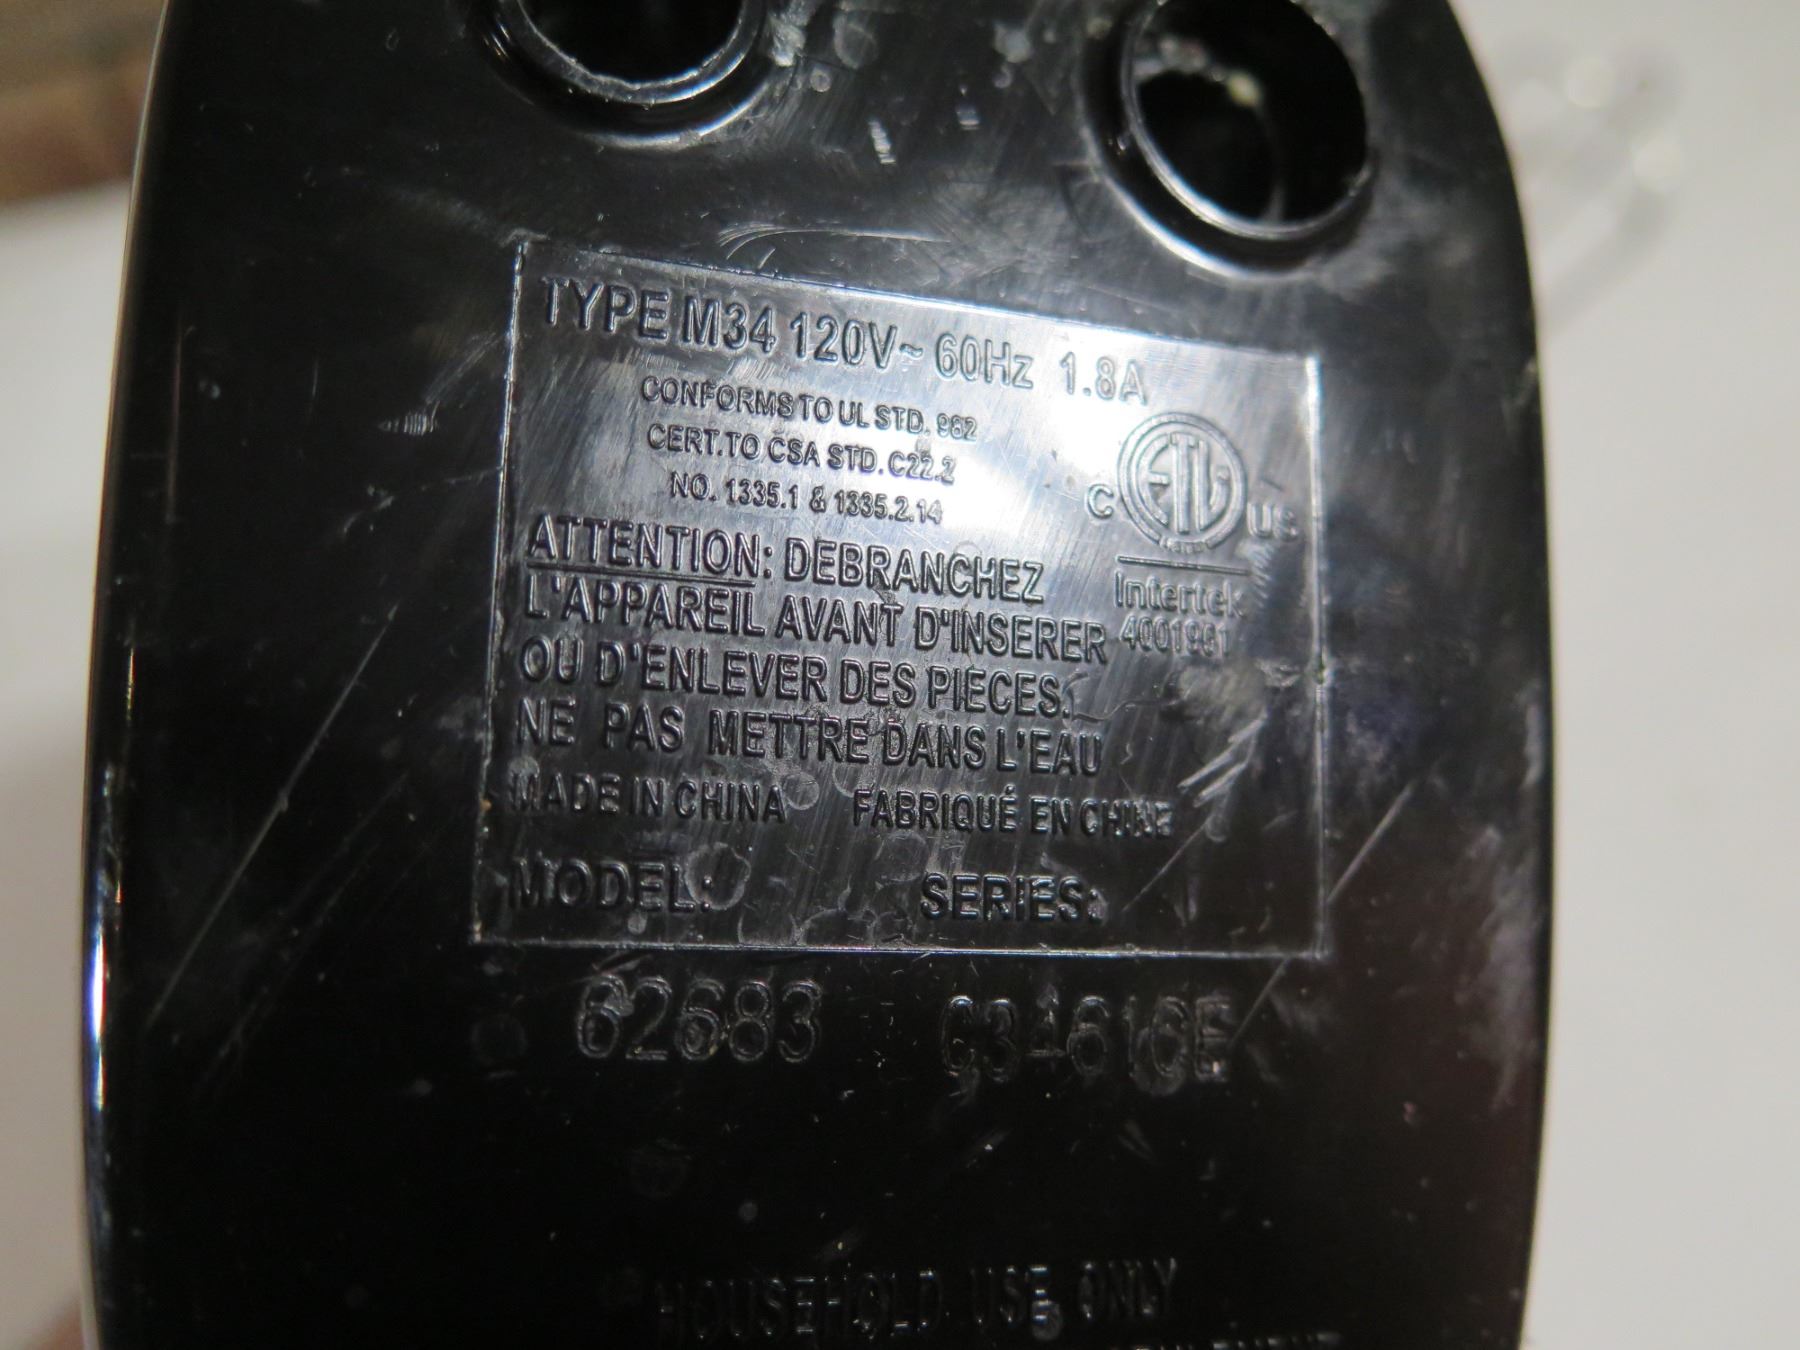 TYPE M34 120V~ 60Hz 1.8A
CONFORMS TO UL STD. 982
CERT. TO CSA STD. C22.2
NO. 1335.1 & 1335.2.14
C ETL US
Intertek
4001981
ATTENTION: DEBRANCHEZ
L'APPAREIL AVANT D'INSERER
OU D'ENLEVER DES PIECES.
NE PAS METTRE DANS L'EAU
MADE IN CHINA FABRIQUÉ EN CHINE
MODEL: SERIES:
62683
HOUSEHOLD USE ONLY